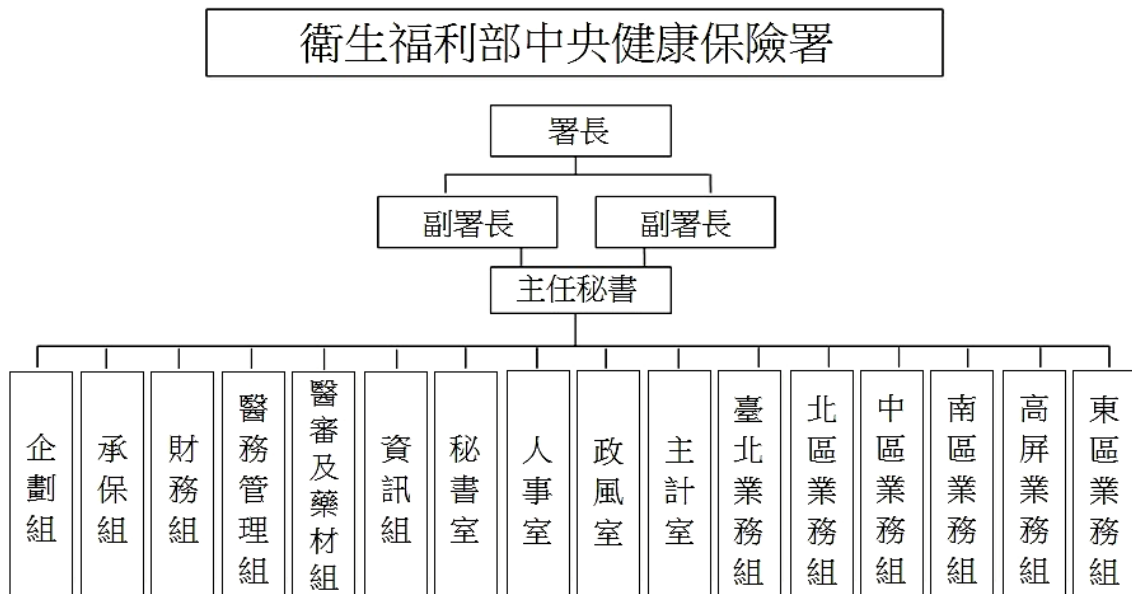 衛生福利部中央健康保險署
署長
副署長
副署長
主任秘書
企劃組
承保組
財務組
醫務管理組
醫審及藥材組
資訊組
秘書室
人事室
政風室
主計室
臺北業務組
北區業務組
中區業務組
南區業務組
高屏業務組
東區業務組